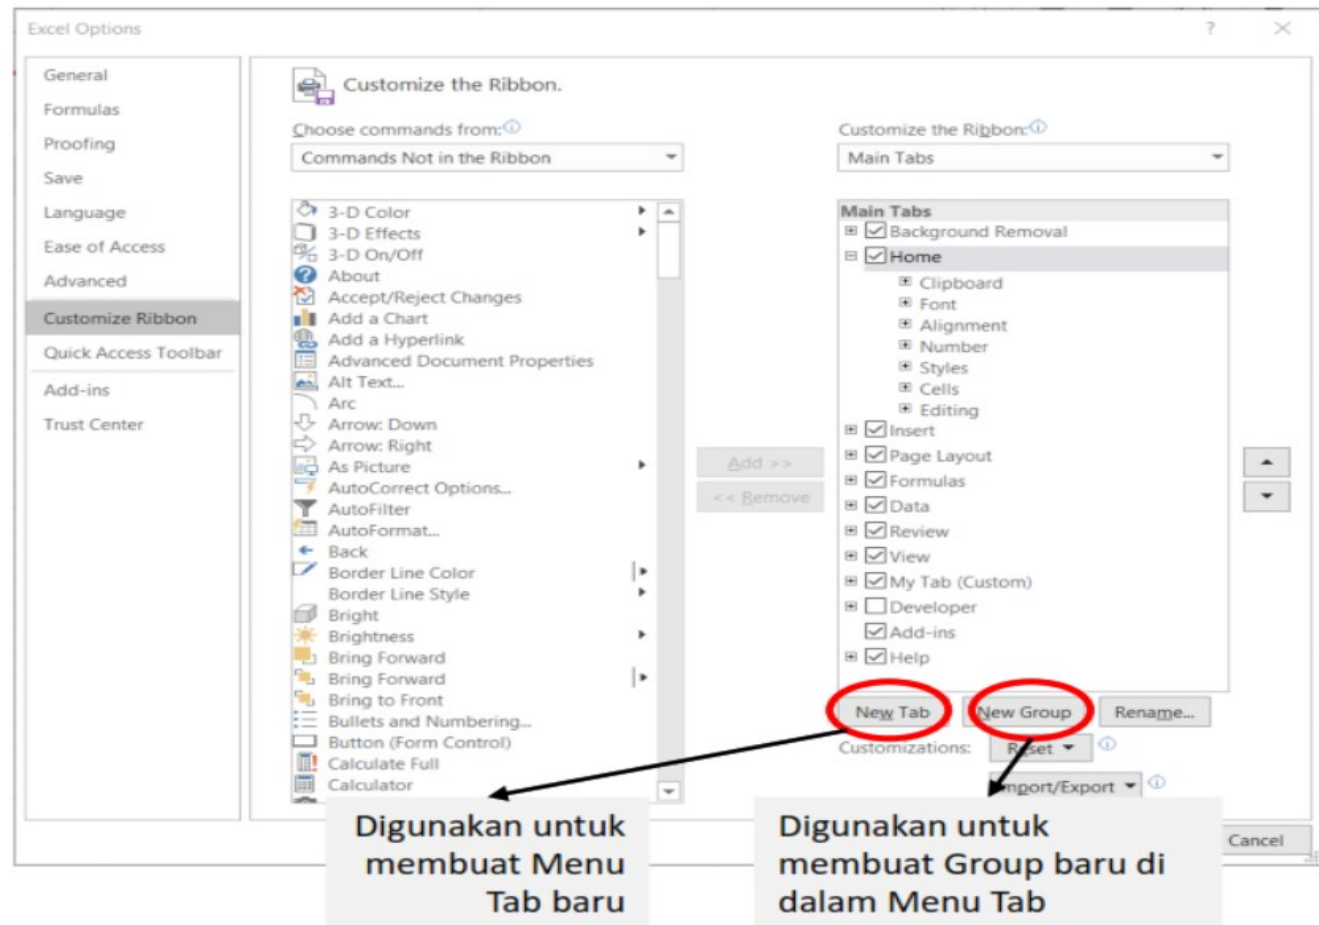 Excel Options
?
General
Formulas
Proofing
Save
Language
Ease of Access
Advanced
Customize Ribbon
Quick Access Toolbar
Add-ins
Trust Center
Customize the Ribbon.
Choose commands from:
Commands Not in the Ribbon
3-D Color
3-D Effects
3-D On/Off
About
Accept/Reject Changes
Add a Chart
Add a Hyperlink
Advanced Document Properties
Alt Text...
Arc
Arrow: Down
Arrow: Right
As Picture
AutoCorrect Options...
AutoFilter
AutoFormat...
Back
Border Line Color
Border Line Style
Bright
Brightness
Bring Forward
Bring Forward
Bring to Front
Bullets and Numbering...
Button (Form Control)
Calculate Full
Calculator
Add >>
<< Remove
Customize the Ribbon:
Main Tabs
Main Tabs
Background Removal
Home
Clipboard
Font
Alignment
Number
Styles
Cells
Editing
Insert
Page Layout
Formulas
Data
Review
View
My Tab (Custom)
Developer
Add-ins
Help
New Tab
New Group
Rename...
Customizations:
Reset
Import/Export
Cancel
Digunakan untuk
membuat Menu
Tab baru
Digunakan untuk
membuat Group baru di
dalam Menu Tab